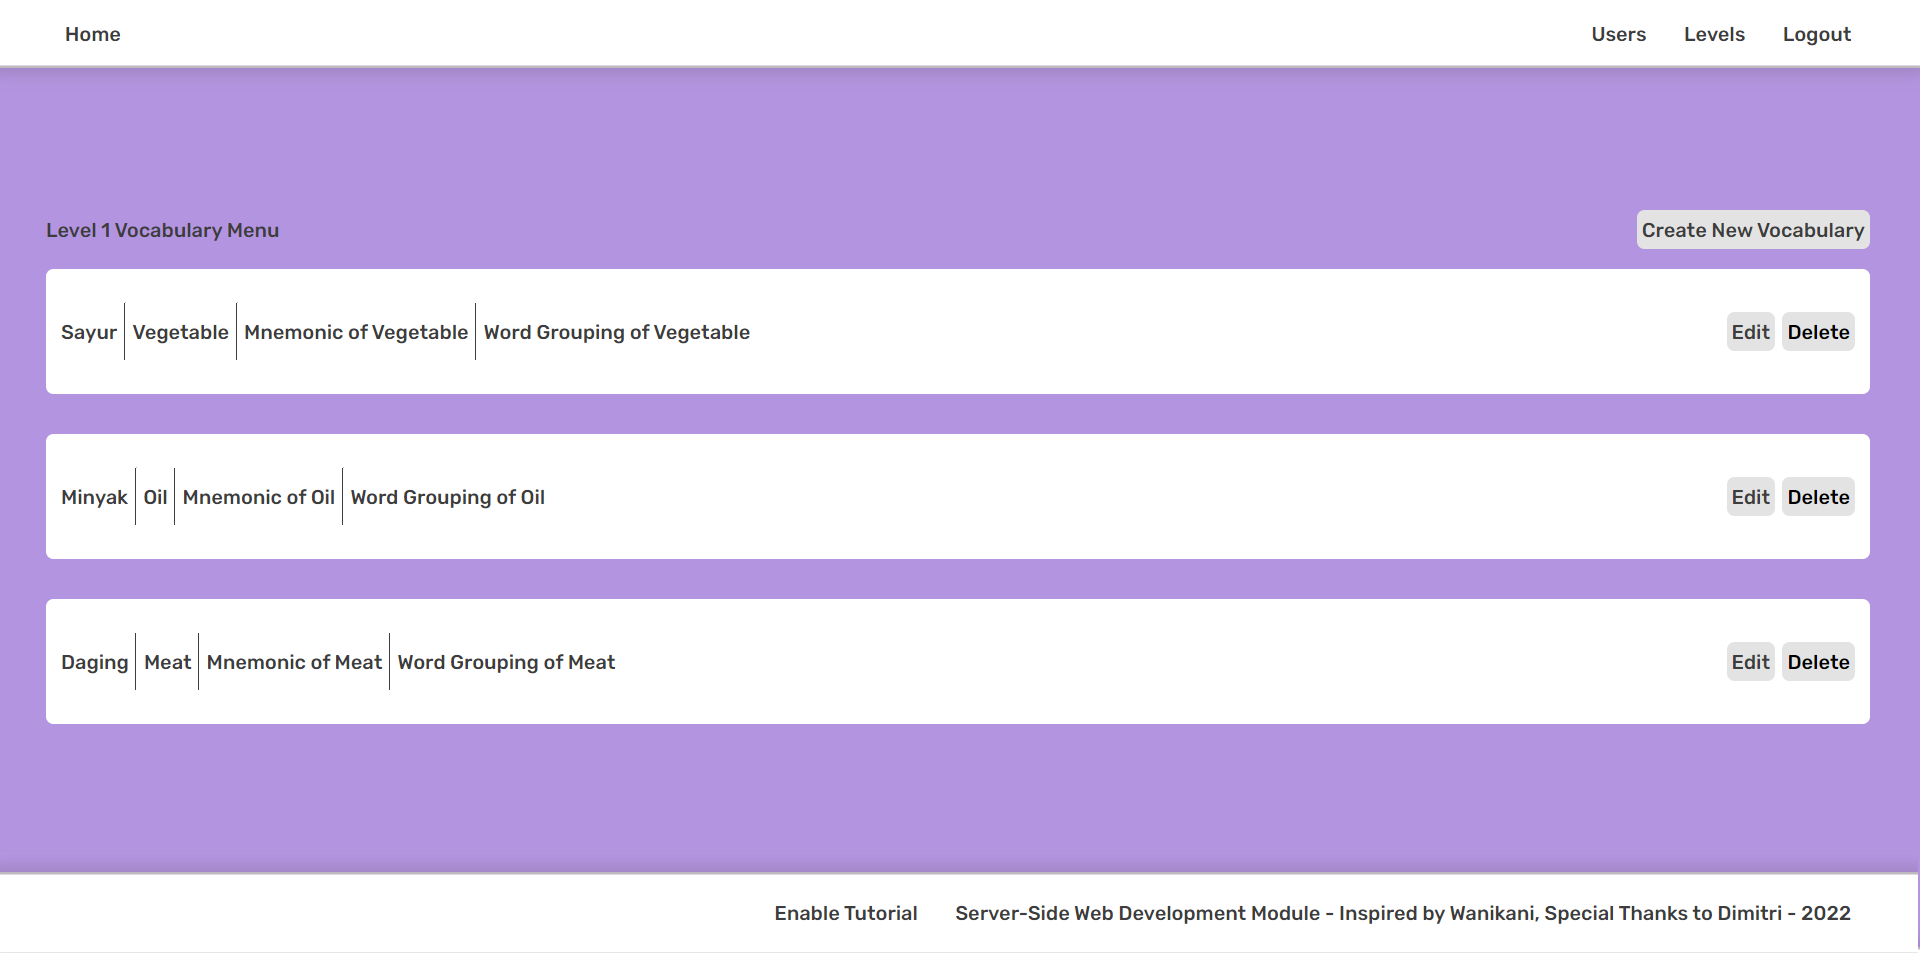 Home Users Levels Logout
Level 1 Vocabulary Menu Create New Vocabulary
Sayur Vegetable Mnemonic of Vegetable Word Grouping of Vegetable Edit Delete
Minyak Oil Mnemonic of Oil Word Grouping of Oil Edit Delete
Daging Meat Mnemonic of Meat Word Grouping of Meat Edit Delete
Enable Tutorial Server-Side Web Development Module - Inspired by Wanikani, Special Thanks to Dimitri - 2022